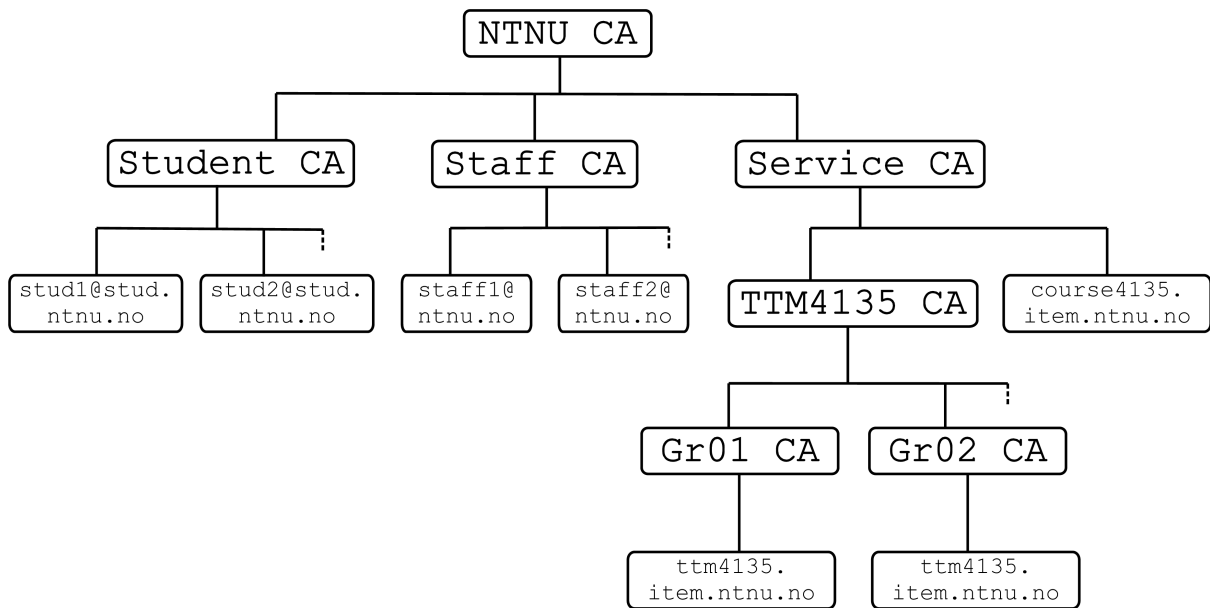 NTNU CA
Student CA
Staff CA
Service CA
stud1@stud.
ntnu.no
stud2@stud.
ntnu.no
staff1@
ntnu.no
staff2@
ntnu.no
TTM4135 CA
course4135.
item.ntnu.no
Gr01 CA
Gr02 CA
ttm4135.
item.ntnu.no
ttm4135.
item.ntnu.no